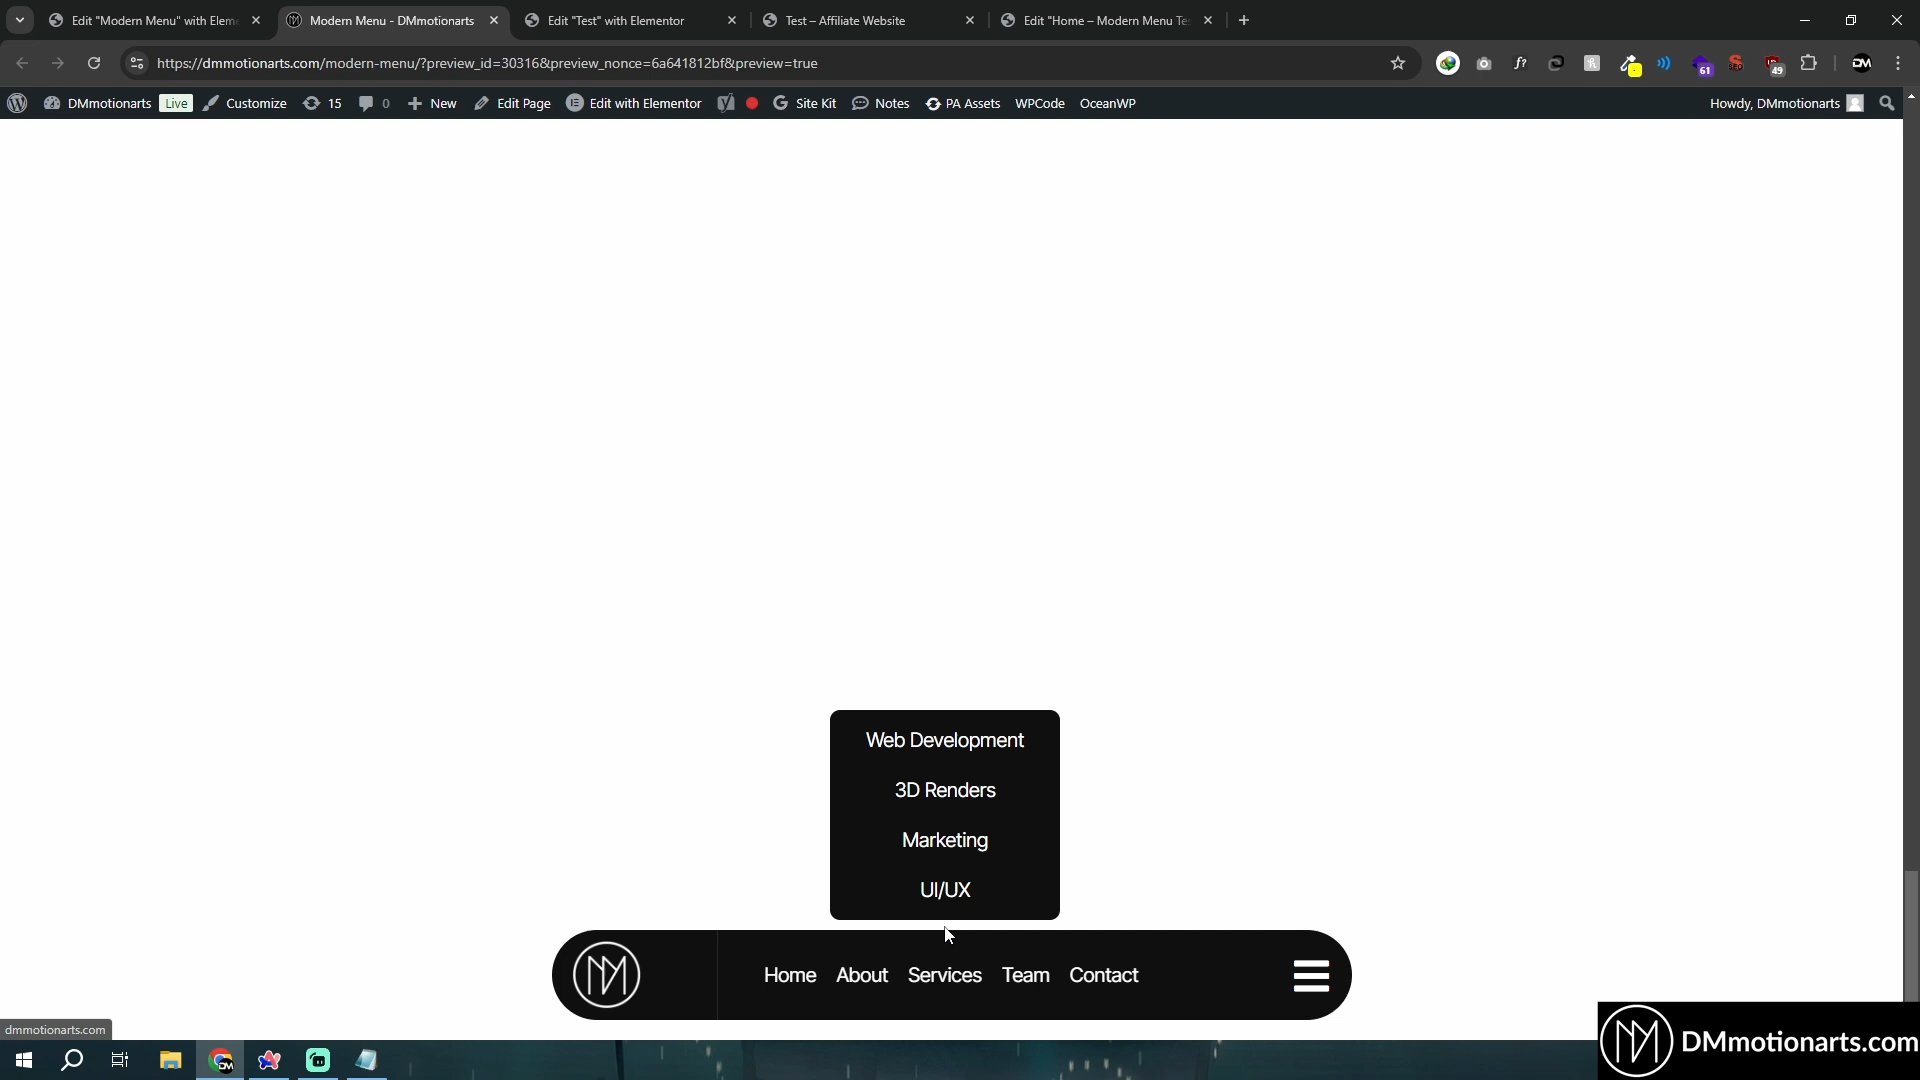 Edit "Modern Menu" with Elem
Modern Menu - DMmotionarts
Edit "Test" with Elementor
Test – Affiliate Website
Edit "Home – Modern Menu Te
https://dmmotionarts.com/modern-menu/?preview_id=30316&preview_nonce=6a641812bf&preview=true
61
49
DM
DMmotionarts
Live
Customize
15
0
New
Edit Page
Edit with Elementor
Site Kit
Notes
PA Assets
WPCode
OceanWP
Howdy, DMmotionarts
Web Development
3D Renders
Marketing
UI/UX
Home
About
Services
Team
Contact
dmmotionarts.com
DMmotionarts.com